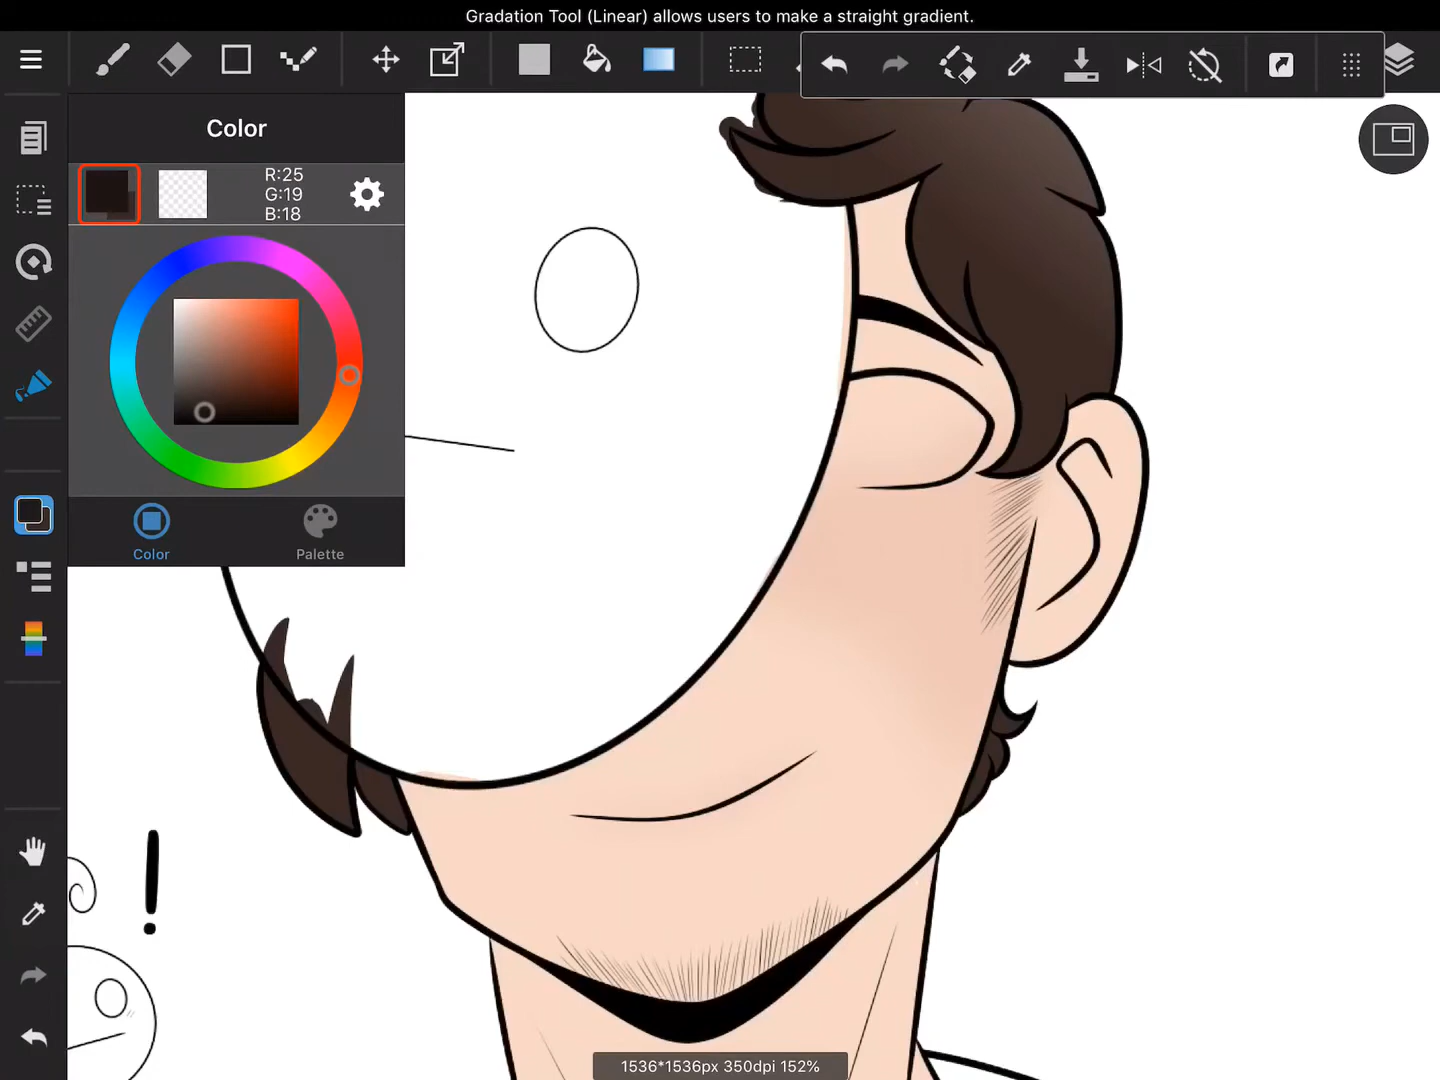 Gradation Tool (Linear) allows users to make a straight gradient.
Color
R:25
G:19
B:18
Color
Palette
!
1536*1536px 350dpi 152%